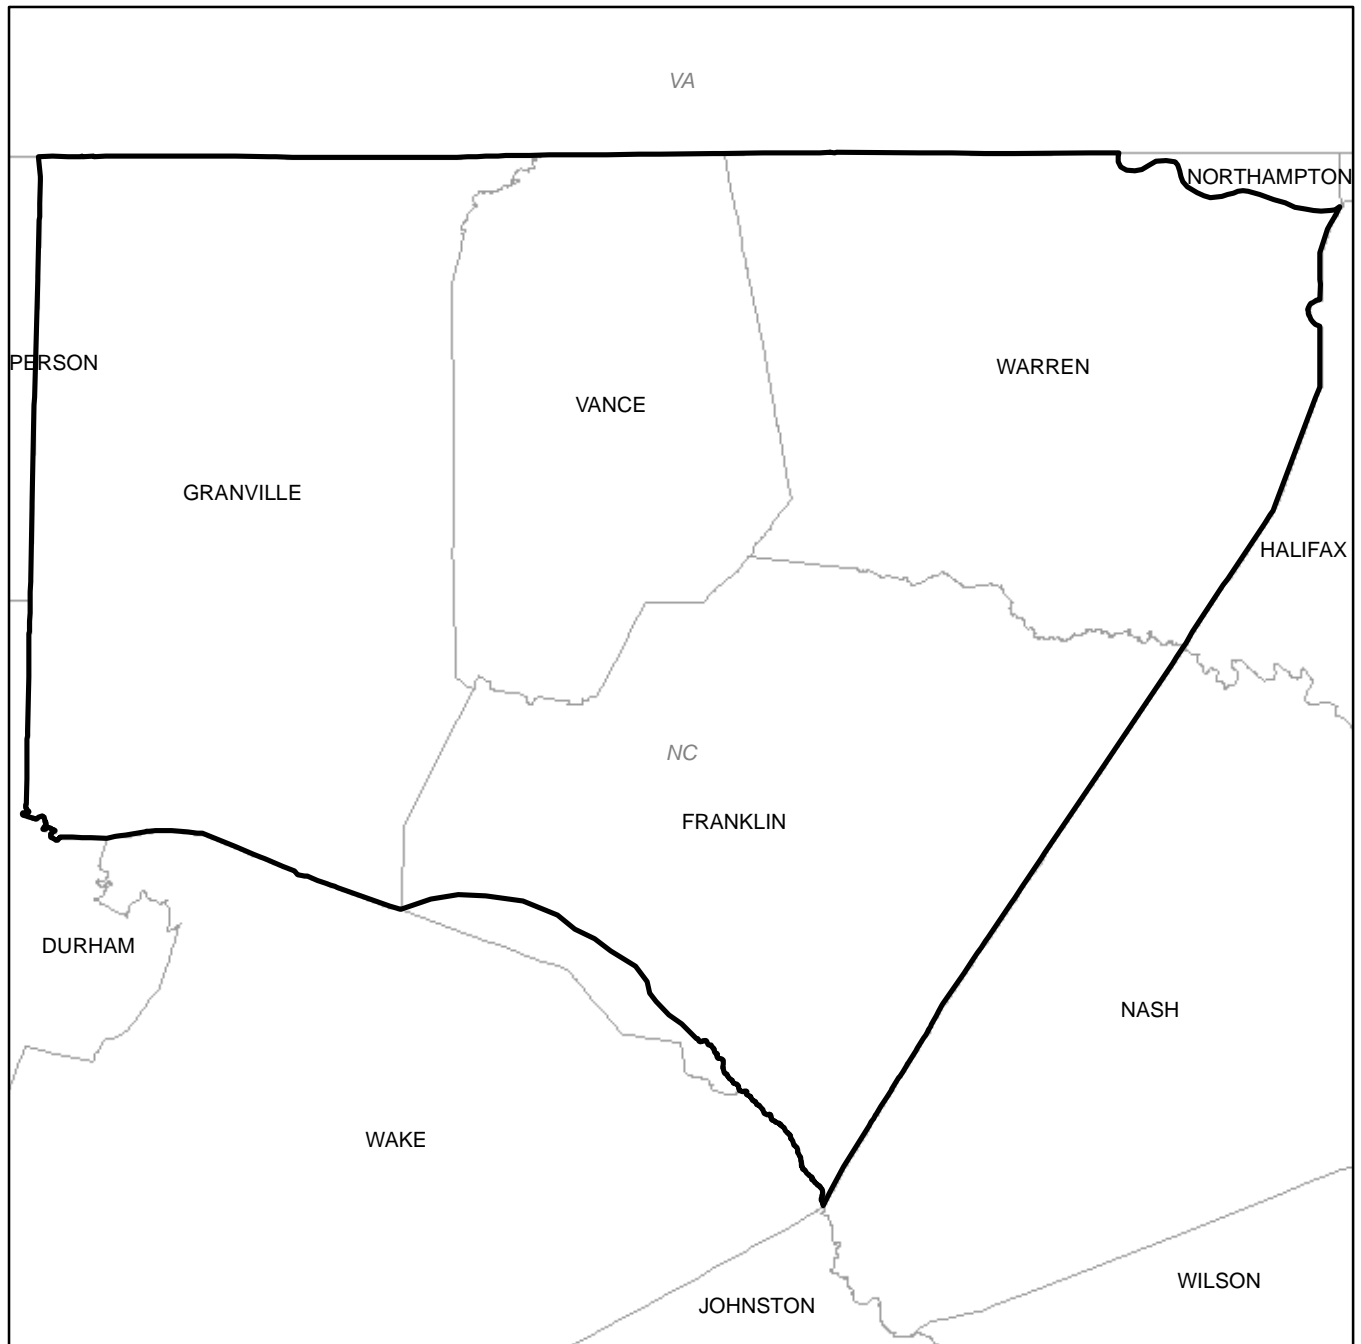 VA
NORTHAMPTON
PERSON
WARREN
VANCE
GRANVILLE
HALIFAX
NC
FRANKLIN
DURHAM
NASH
WAKE
WILSON
JOHNSTON